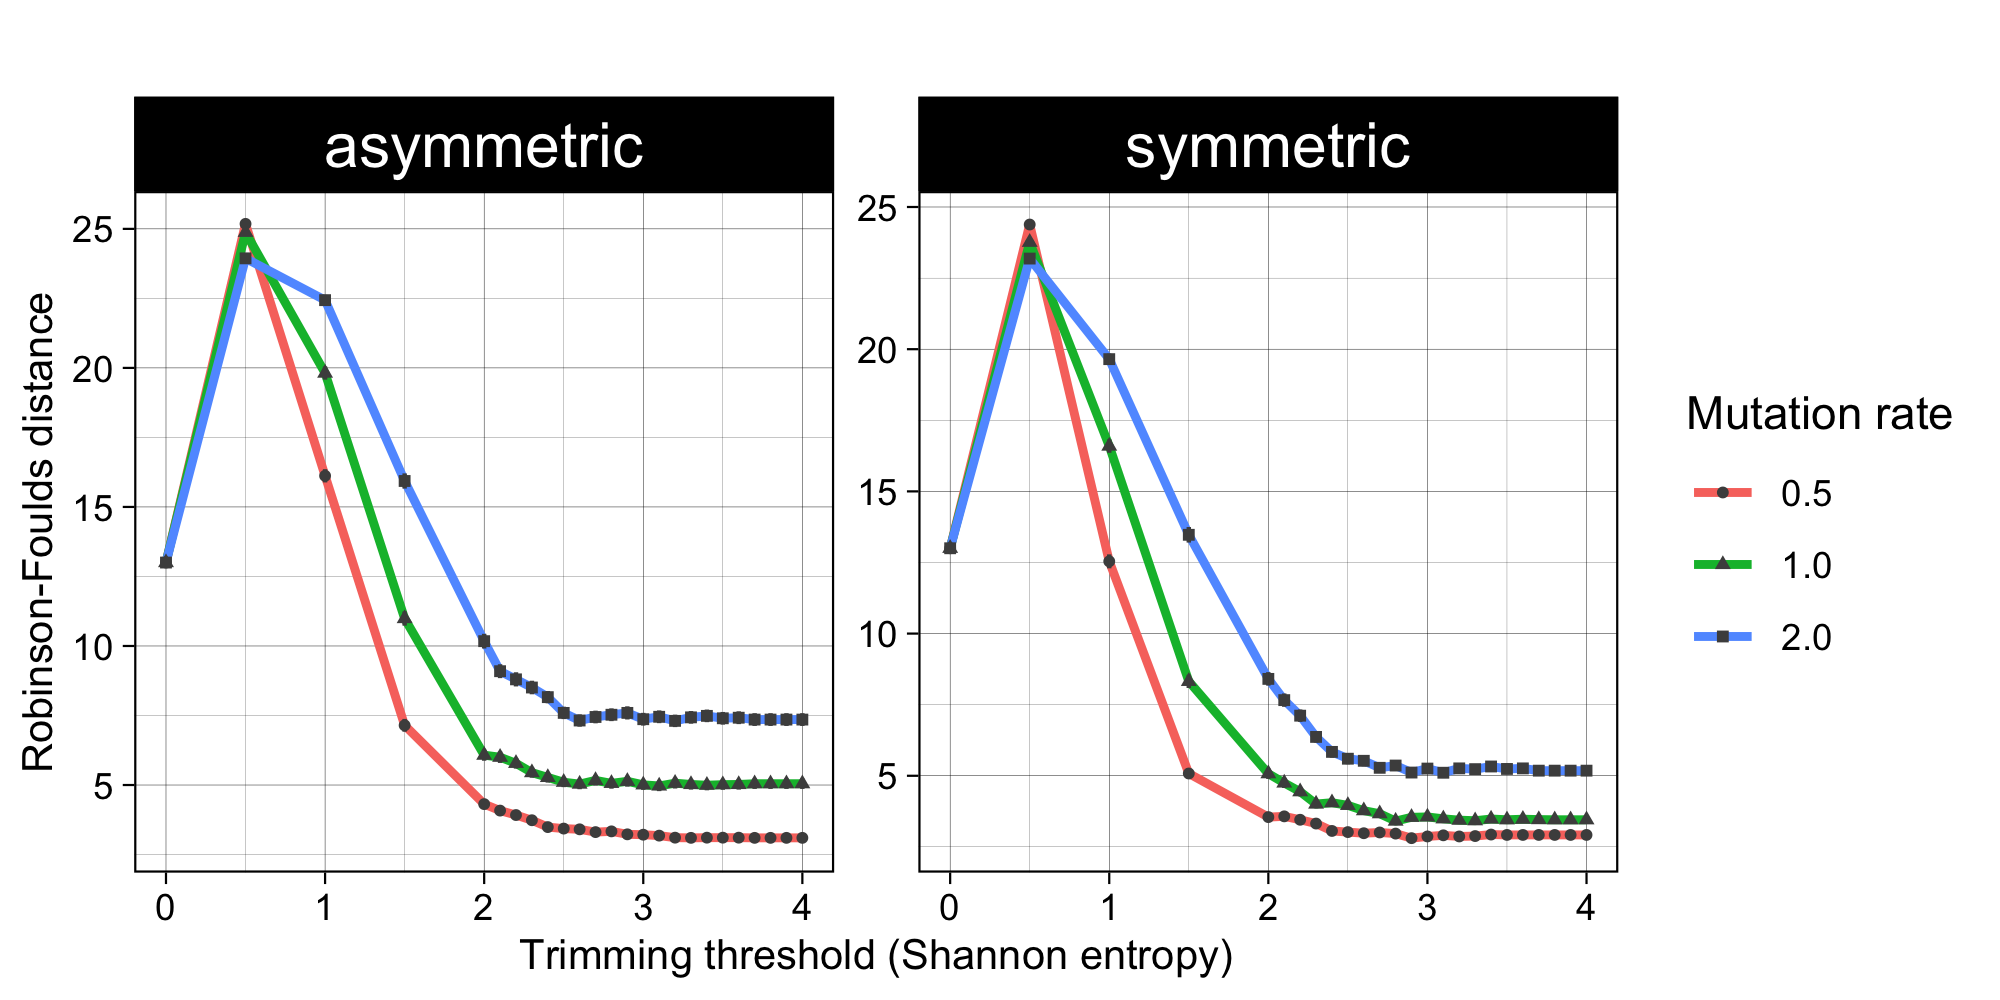 asymmetric
symmetric
Robinson-Foulds distance
25
20
15
10
5
0 1 2 3 4
25
20
15
10
5
0 1 2 3 4
Trimming threshold (Shannon entropy)
Mutation rate
0.5
1.0
2.0